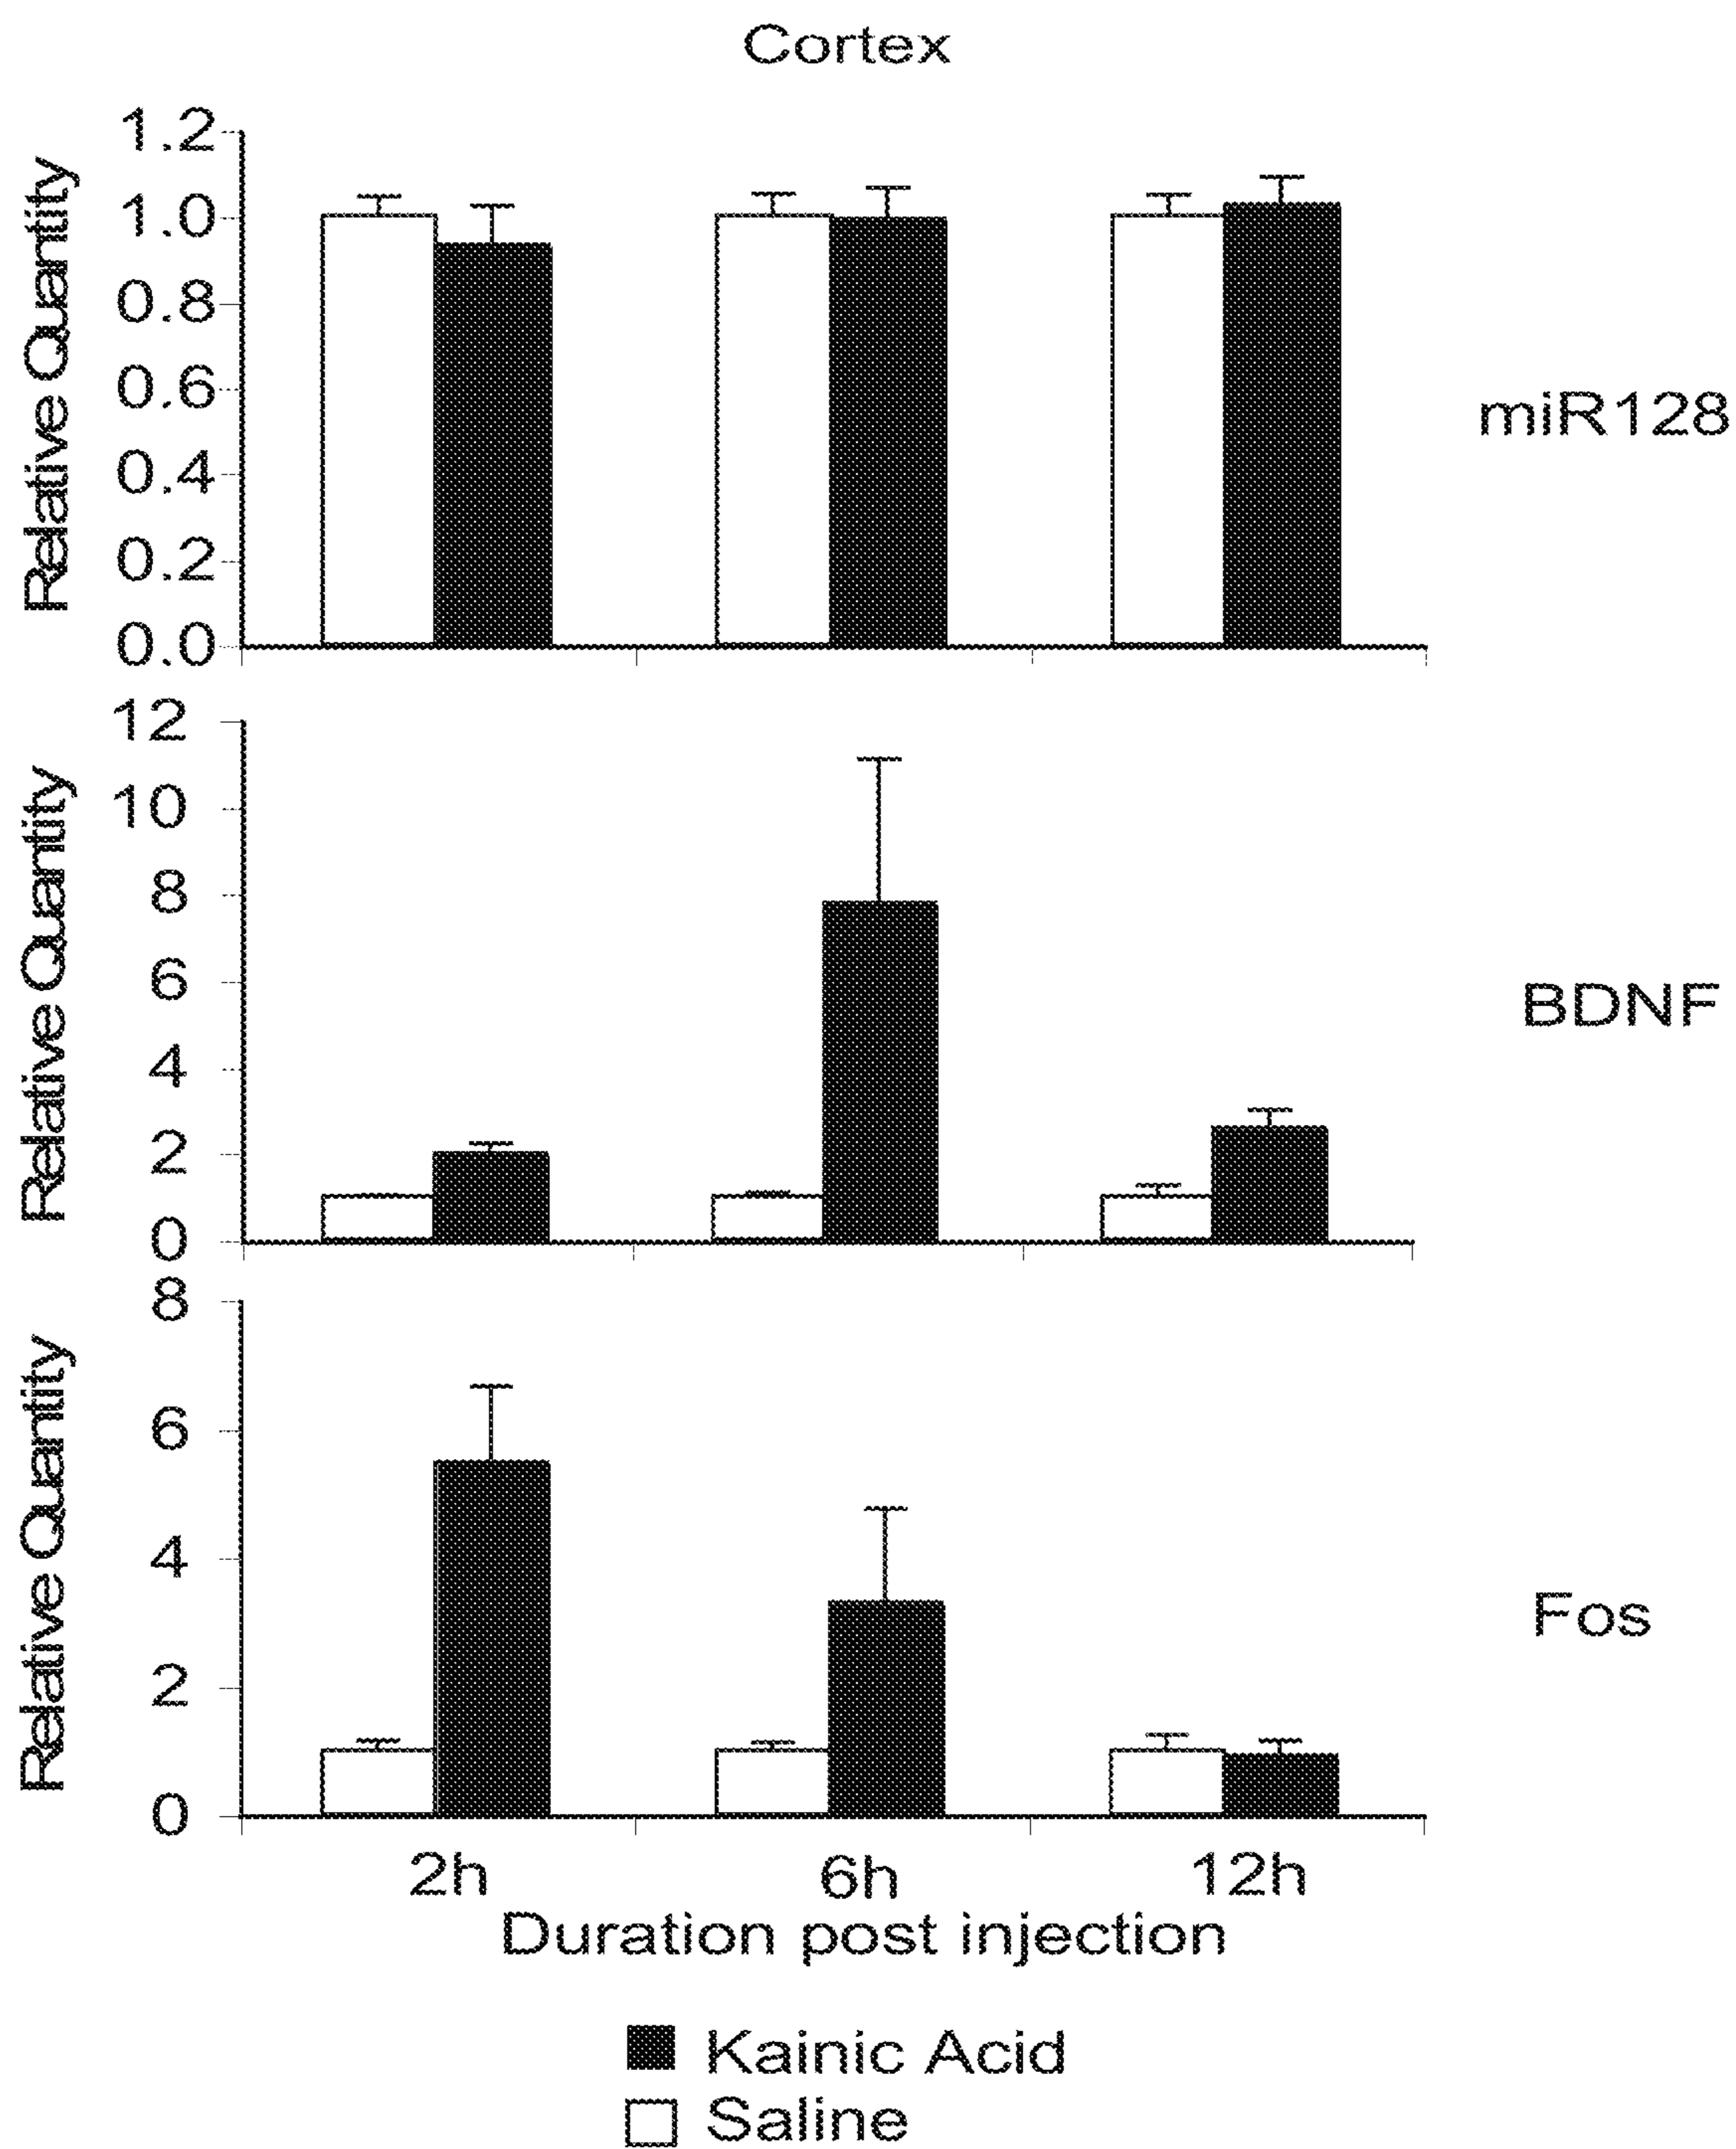 Cortex
Relative Quantity
1.2
1.0
0.8
0.6
0.4
0.2
0.0
miR128
Relative Quantity
12
10
8
6
4
2
0
BDNF
Relative Quantity
8
6
4
2
0
Fos
2h 6h 12h
Duration post injection
Kainic Acid
Saline